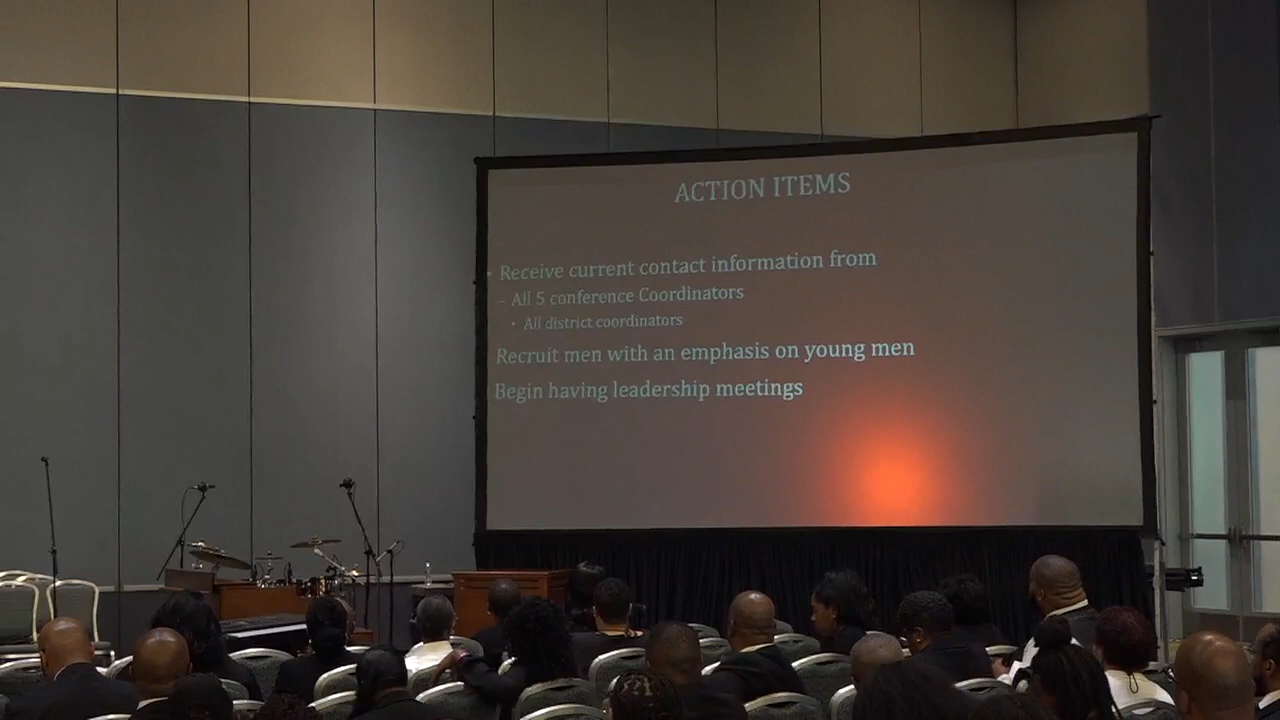 ACTION ITEMS
• Receive current contact information from
– All 5 conference Coordinators
• All district coordinators
Recruit men with an emphasis on young men
Begin having leadership meetings